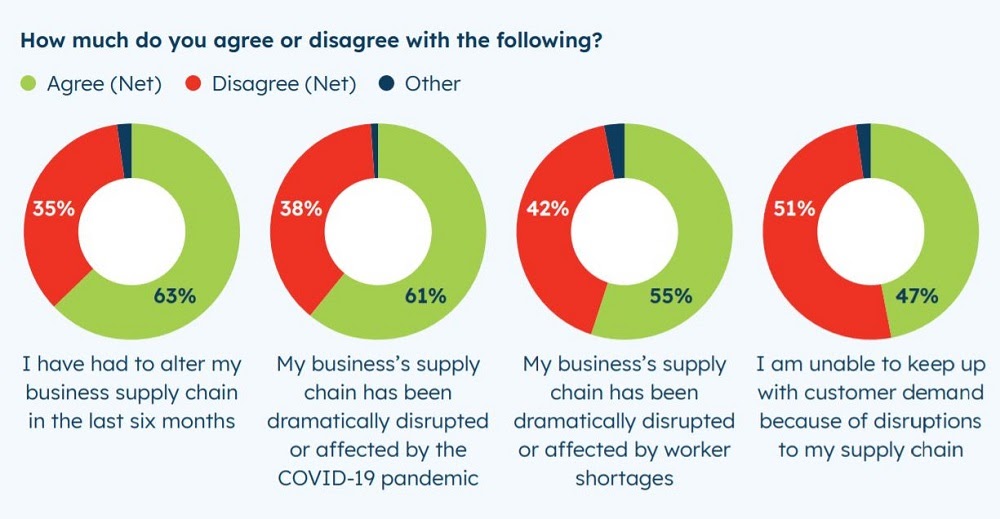 How much do you agree or disagree with the following?
Agree (Net) Disagree (Net) Other
35%
63%
I have had to alter my
business supply chain
in the last six months
38%
61%
My business’s supply
chain has been
dramatically disrupted
or affected by the
COVID-19 pandemic
42%
55%
My business’s supply
chain has been
dramatically disrupted
or affected by worker
shortages
51%
47%
I am unable to keep up
with customer demand
because of disruptions
to my supply chain